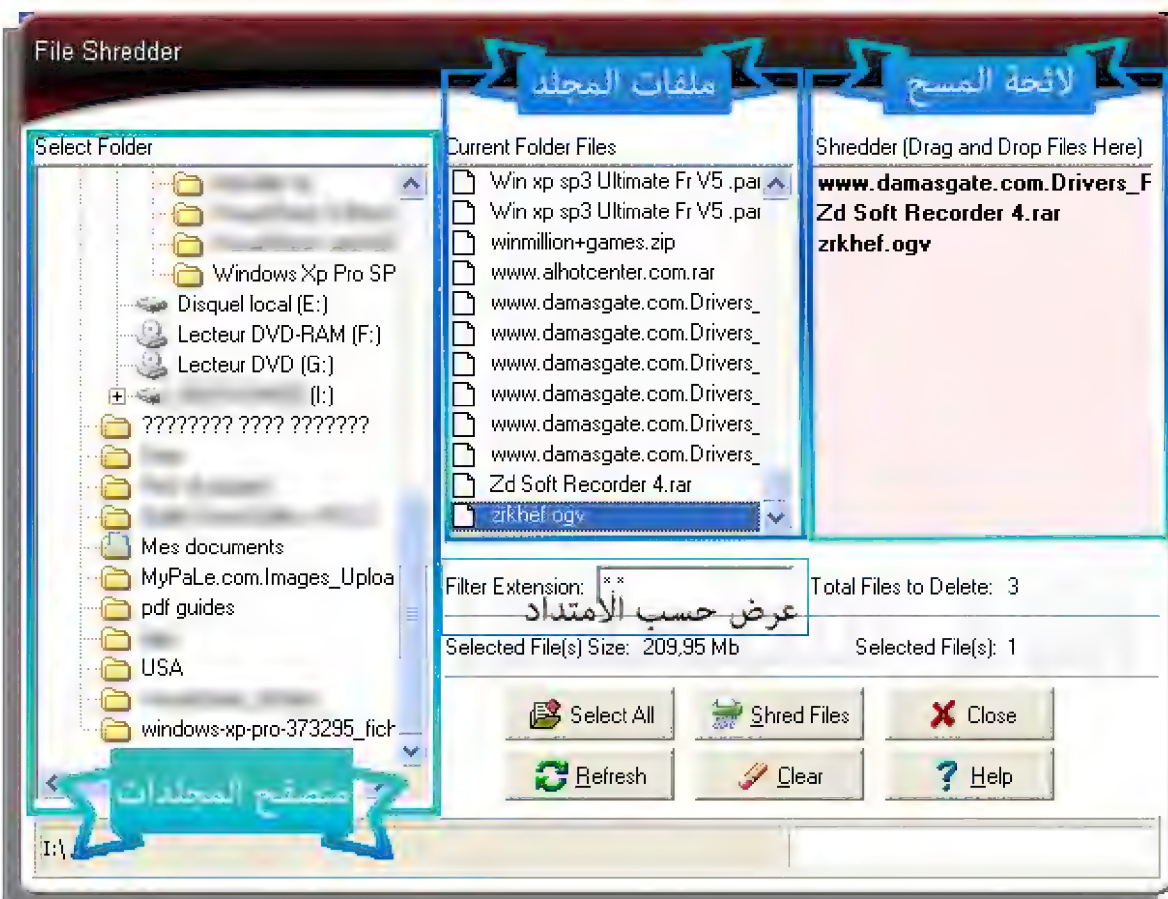 File Shredder
ملفات المجلد
لائحة المسح
Select Folder
Windows Xp Pro SP
Disquel local (E:)
Lecteur DVD-RAM (F:)
Lecteur DVD (G:)
(I:)
???????? ???? ???????
Mes documents
MyPaLe.com.Images_Uploa
pdf guides
USA
windows-xp-pro-373295_fich
متصفح المجلدات
I:\
Current Folder Files
Win xp sp3 Ultimate Fr V5 .par
Win xp sp3 Ultimate Fr V5 .par
winmillion+games.zip
www.alhotcenter.com.rar
www.damasgate.com.Drivers_
www.damasgate.com.Drivers_
www.damasgate.com.Drivers_
www.damasgate.com.Drivers_
www.damasgate.com.Drivers_
www.damasgate.com.Drivers_
Zd Soft Recorder 4.rar
zrkhef.ogv
Shredder (Drag and Drop Files Here)
www.damasgate.com.Drivers_F
Zd Soft Recorder 4.rar
zrkhef.ogv
Filter Extension: *.*
عرض حسب الامتداد
Total Files to Delete: 3
Selected File(s) Size: 209,95 Mb
Selected File(s): 1
Select All
Shred Files
Close
Refresh
Clear
Help